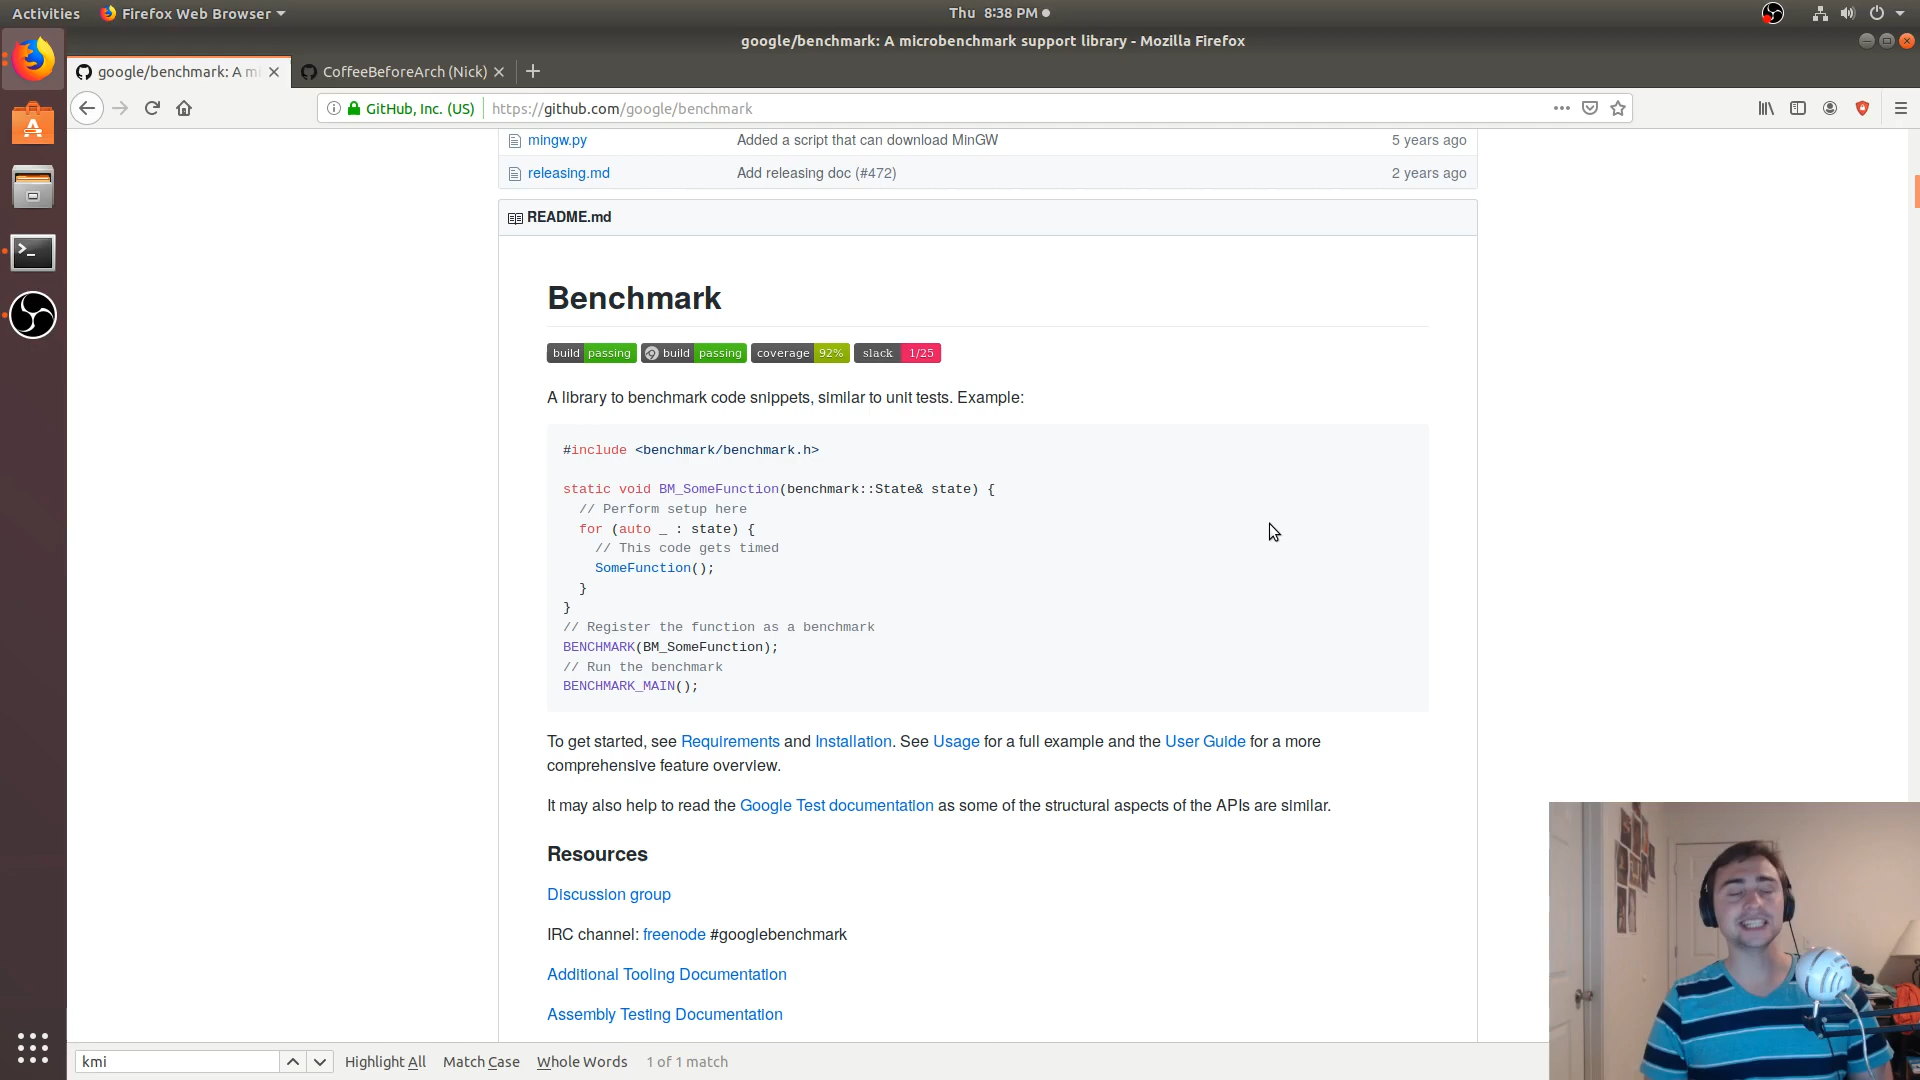 Activities Firefox Web Browser Thu 8:38 PM
google/benchmark: A microbenchmark support library - Mozilla Firefox
google/benchmark: A mi CoffeeBeforeArch (Nick)
GitHub, Inc. (US) https://github.com/google/benchmark
mingw.py Added a script that can download MinGW 5 years ago
releasing.md Add releasing doc (#472) 2 years ago
README.md
Benchmark
build passing build passing coverage 92% slack 1/25
A library to benchmark code snippets, similar to unit tests. Example:
#include <benchmark/benchmark.h>
static void BM_SomeFunction(benchmark::State& state) {
// Perform setup here
for (auto _ : state) {
// This code gets timed
SomeFunction();
}
}
// Register the function as a benchmark
BENCHMARK(BM_SomeFunction);
// Run the benchmark
BENCHMARK_MAIN();
To get started, see Requirements and Installation. See Usage for a full example and the User Guide for a more
comprehensive feature overview.
It may also help to read the Google Test documentation as some of the structural aspects of the APIs are similar.
Resources
Discussion group
IRC channel: freenode #googlebenchmark
Additional Tooling Documentation
Assembly Testing Documentation
kmi Highlight All Match Case Whole Words 1 of 1 match